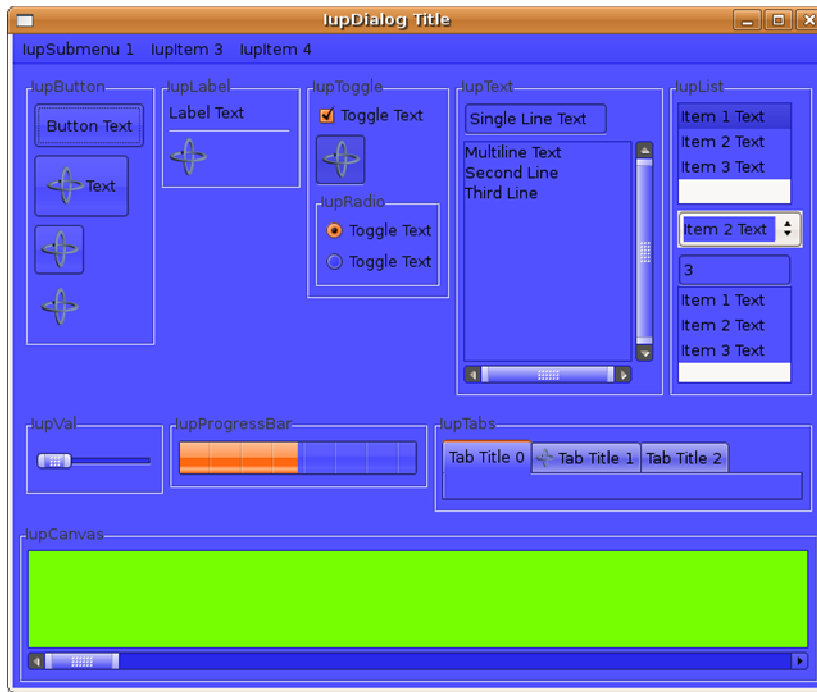 IupDialog Title
IupSubmenu 1 IupItem 3 IupItem 4
IupButton
Button Text
Text
IupLabel
Label Text
IupToggle
Toggle Text
IupRadio
Toggle Text
Toggle Text
IupText
Single Line Text
Multiline Text
Second Line
Third Line
IupList
Item 1 Text
Item 2 Text
Item 3 Text
Item 2 Text
3
Item 1 Text
Item 2 Text
Item 3 Text
IupVal
IupProgressBar
IupTabs
Tab Title 0 Tab Title 1 Tab Title 2
IupCanvas